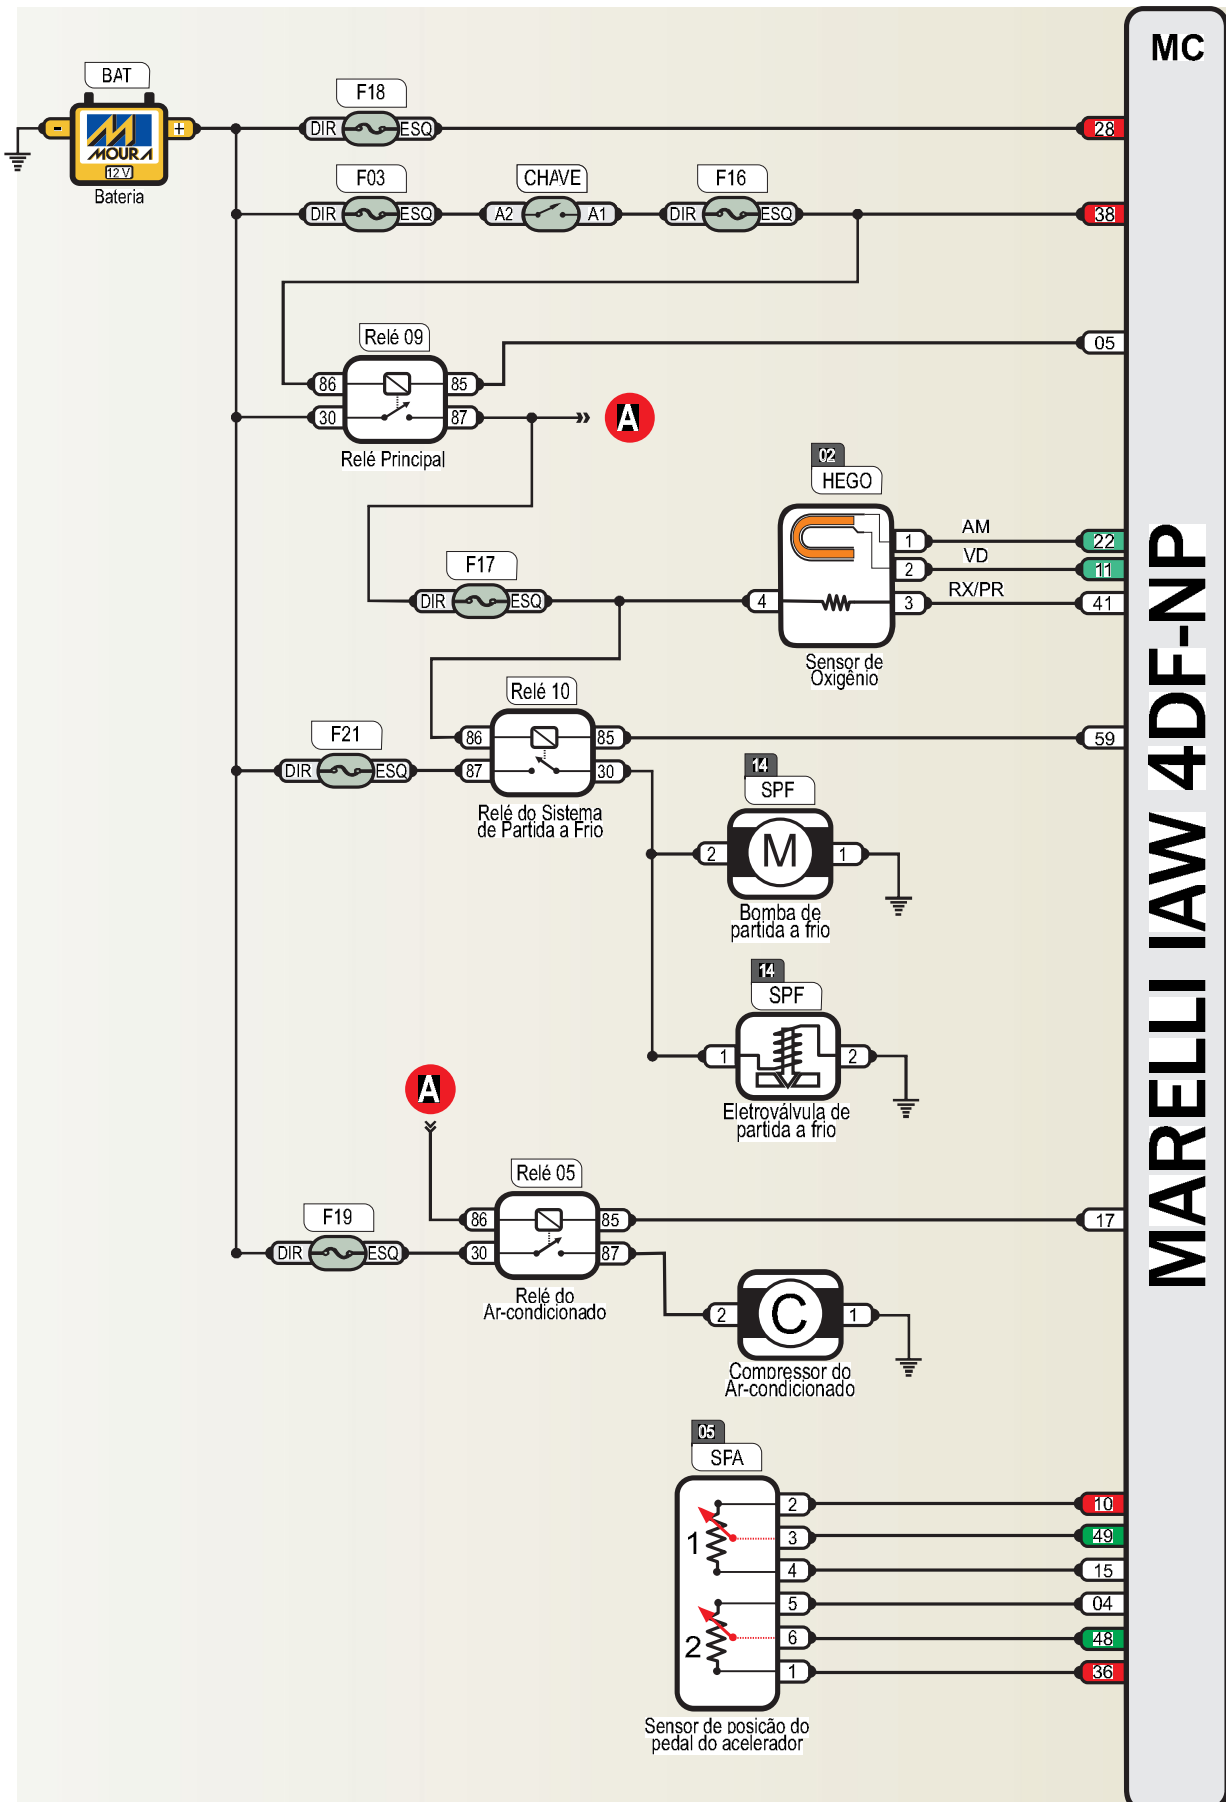 MC
BAT
- +
MOURA
12 V
Bateria
F18
DIR ESQ
28
F03 CHAVE F16
DIR ESQ A2 A1 DIR ESQ
38
Relé 09
05
86 85
30 87
A
Relé Principal
02
HEGO
1 AM 22
2 VD 11
F17
DIR ESQ
4 3 RX/PR 41
Sensor de
Oxigênio
Relé 10
F21
86 85 59
DIR ESQ 87 30
Relé do Sistema
de Partida a Frio
14
SPF
2 M 1
Bomba de
partida a frio
14
SPF
1 2
Eletroválvula de
partida a frio
A
Relé 05
F19
86 85 17
DIR ESQ 30 87
Relé do
Ar-condicionado
2 C 1
Compressor do
Ar-condicionado
05
SPA
2 10
1 3 49
4 15
5 04
2 6 48
1 36
Sensor de posição do
pedal do acelerador
MARELLI IAW 4DF-NP